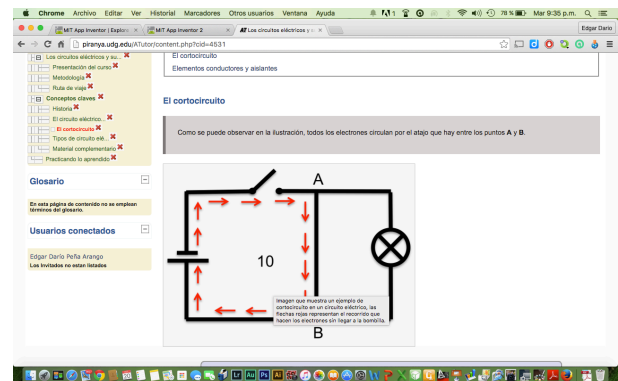 Chrome Archivo Editar Ver Historial Marcadores Otros usuarios Ventana Ayuda 1 78 % Mar 9:35 p.m.
MIT App Inventor | Explore MIT App Inventor 2 Los circuitos eléctricos y Edgar Dario
piranya.udg.edu/ATutor/content.php?cid=4531
Los circuitos eléctricos y su...
Presentación del curso
Metodología
Ruta de viaje
Conceptos claves
Historia
El circuito eléctrico...
El cortocircuito
Tipos de circuito elé...
Material complementario
Practicando lo aprendido
Glosario
En esta página de contenido no se emplean
términos del glosario.
Usuarios conectados
Edgar Darío Peña Arango
Los Invitados no estan listados
El cortocircuito
Elementos conductores y aislantes
El cortocircuito
Como se puede observar en la ilustración, todos los electrones circulan por el atajo que hay entre los puntos A y B.
A
10
Imagen que muestra un ejemplo de
cortocircuito en un circuito eléctrico, las
flechas rojas representan el recorrido que
hacen los electrones sin llegar a la bombilla.
B